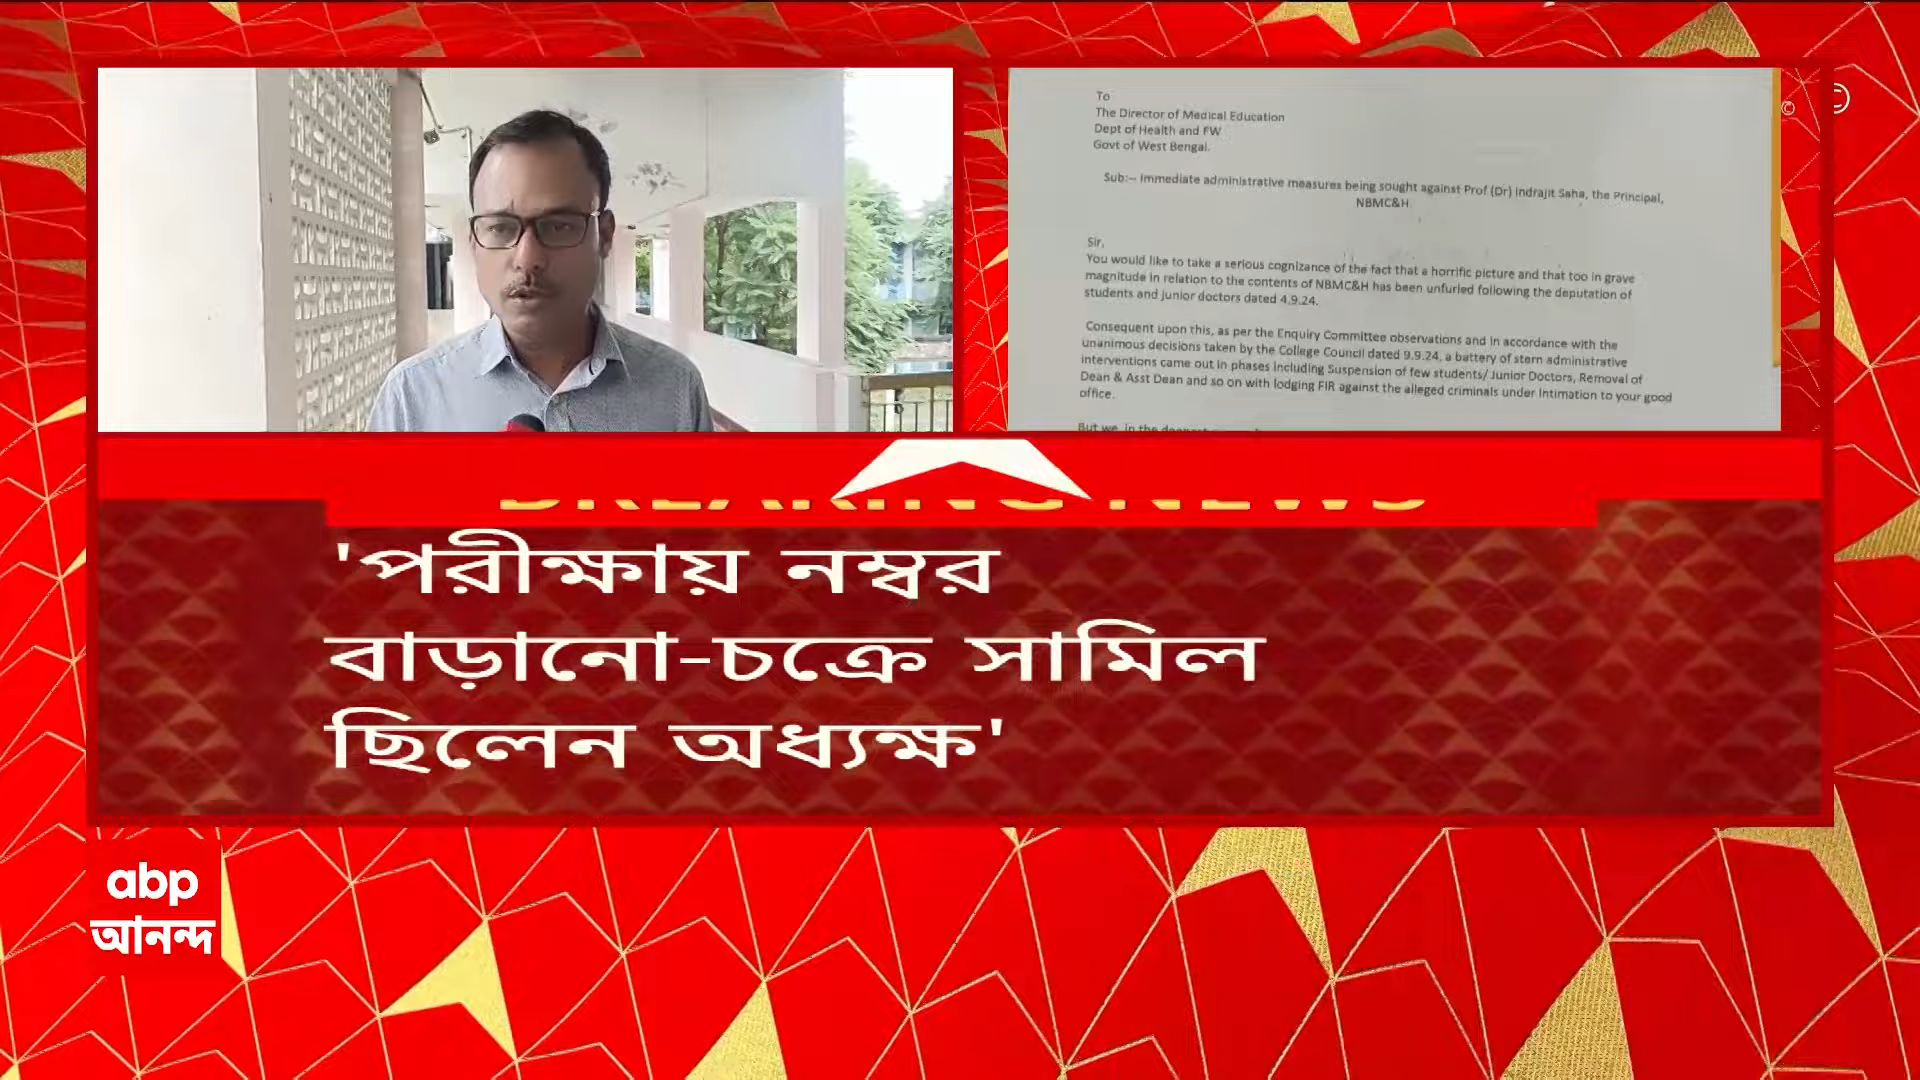 To
The Director of Medical Education
Dept of Health and FW
Govt of West Bengal.
Sub:-- Immediate administrative measures being sought against Prof (Dr) Indrajit Saha, the Principal,
NBMC&H.
Sir,
You would like to take a serious cognizance of the fact that a horrific picture and that too in grave
magnitude in relation to the contents of NBMC&H has been unfurled following the deputation of
students and junior doctors dated 4.9.24.
Consequent upon this, as per the Enquiry Committee observations and in accordance with the
unanimous decisions taken by the College Council dated 9.9.24, a battery of stern administrative
interventions came out in phases including Suspension of few students/ Junior Doctors, Removal of
Dean & Asst Dean and so on with lodging FIR against the alleged criminals under intimation to your good
office.
But we, in the
©
©
'পরীক্ষায় নম্বর
বাড়ানো-চক্রে সামিল
ছিলেন অধ্যক্ষ'
abp
আনন্দ